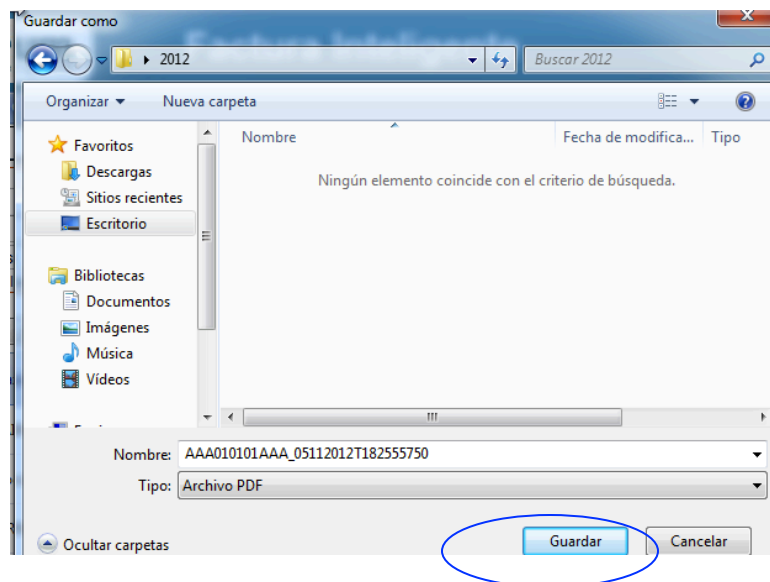 Guardar como
Factura Inteligente
2012
Buscar 2012
Organizar
Nueva carpeta
Nombre
Fecha de modifica...
Tipo
Favoritos
Descargas
Sitios recientes
Escritorio
Bibliotecas
Documentos
Imágenes
Música
Vídeos
Ningún elemento coincide con el criterio de búsqueda.
Nombre: AAA010101AAA_05112012T182555750
Tipo: Archivo PDF
Ocultar carpetas
Guardar
Cancelar